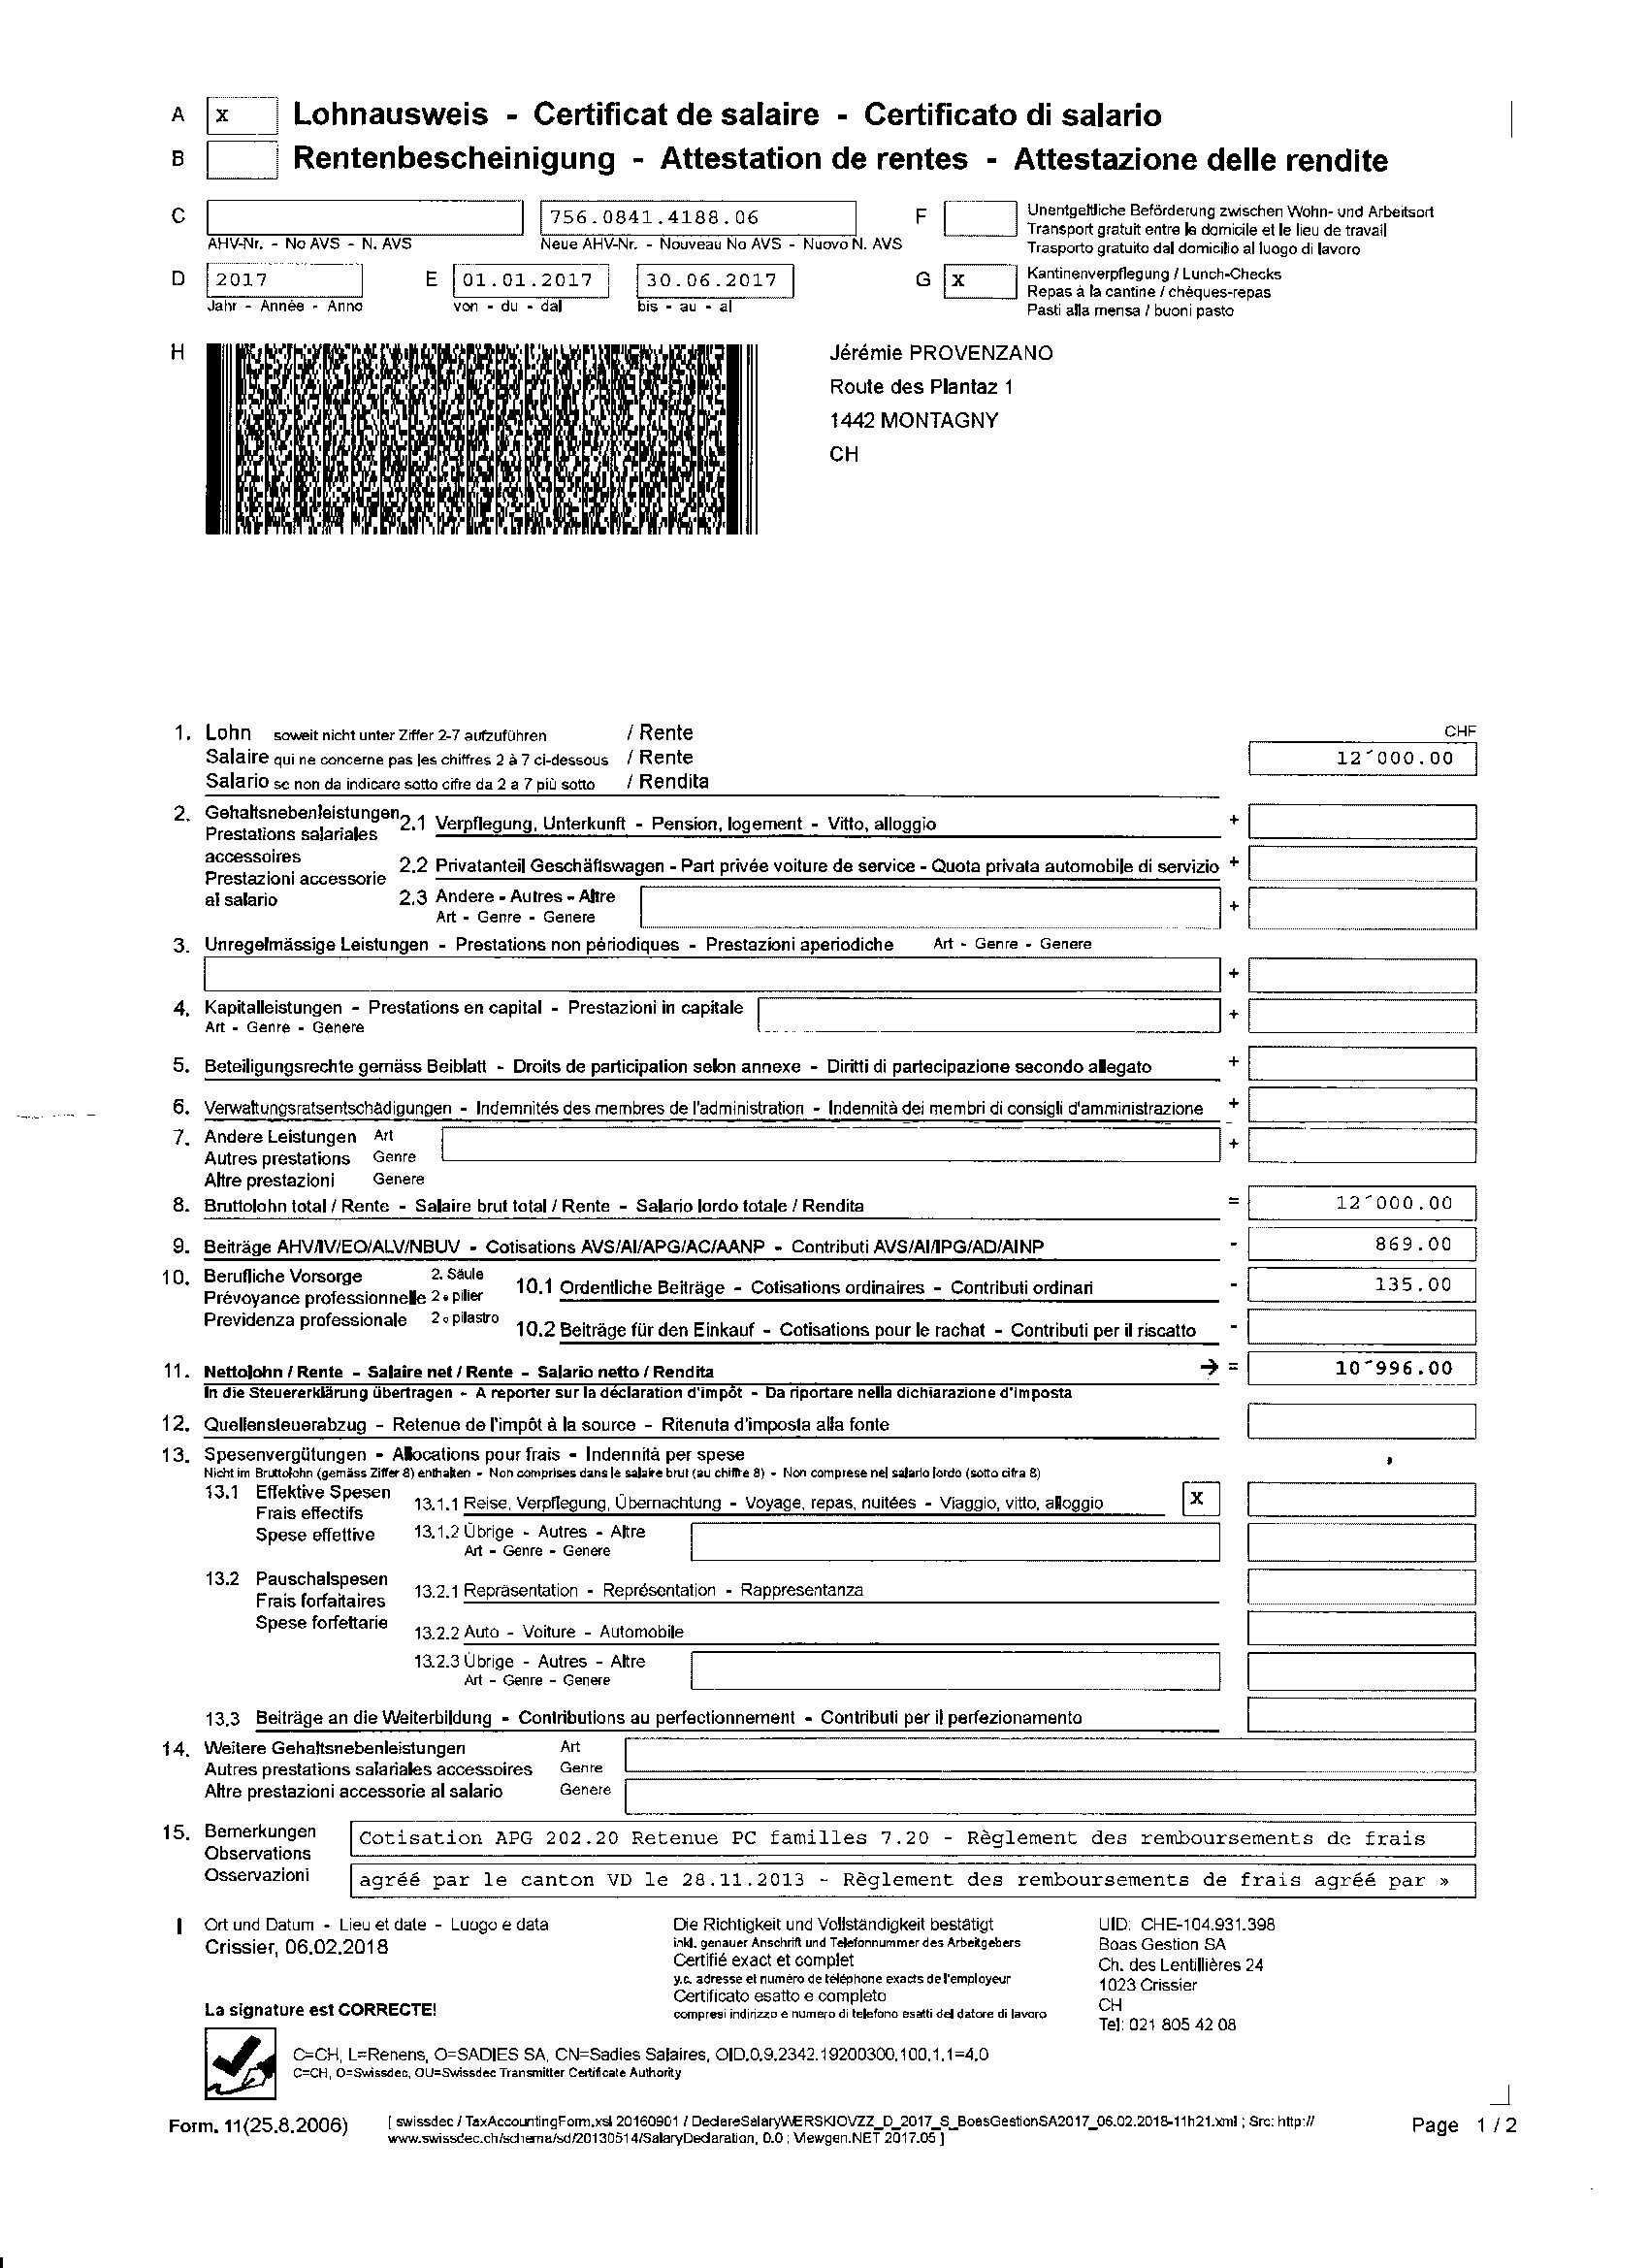 A x Lohnausweis - Certificat de salaire - Certificato di salario
B Rentenbescheinigung - Attestation de rentes - Attestazione delle rendite
C 756.0841.4188.06 F Unentgeltliche Beförderung zwischen Wohn- und Arbeitsort
Transport gratuit entre le domicile et le lieu de travail
AHV-Nr. - No AVS - N. AVS Neue AHV-Nr. - Nouveau No AVS - Nuovo N. AVS Trasporto gratuito dal domicilio al luogo di lavoro
D 2017 E 01.01.2017 30.06.2017 G x Kantinenverpflegung / Lunch-Checks
Repas à la cantine / chèques-repas
Jahr - Année - Anno von - du - dal bis - au - al Pasti alla mensa / buoni pasto
H Jérémie PROVENZANO
Route des Plantaz 1
1442 MONTAGNY
CH
1. Lohn soweit nicht unter Ziffer 2-7 aufzuführen / Rente CHF
Salaire qui ne concerne pas les chiffres 2 à 7 ci-dessous / Rente 12´000.00
Salario se non da indicare sotto cifre da 2 a 7 più sotto / Rendita
2. Gehaltsnebenleistungen 2.1 Verpflegung, Unterkunft - Pension, logement - Vitto, alloggio +
Prestations salariales
accessoires 2.2 Privatanteil Geschäftswagen - Part privée voiture de service - Quota privata automobile di servizio +
Prestazioni accessorie
al salario 2.3 Andere - Autres - Altre +
Art - Genre - Genere
3. Unregelmässige Leistungen - Prestations non périodiques - Prestazioni aperiodiche Art - Genre - Genere
+
4. Kapitalleistungen - Prestations en capital - Prestazioni in capitale +
Art - Genre - Genere
5. Beteiligungsrechte gemäss Beiblatt - Droits de participation selon annexe - Diritti di partecipazione secondo allegato +
6. Verwaltungsratsentschädigungen - Indemnités des membres de l'administration - Indennità dei membri di consigli d'amministrazione +
7. Andere Leistungen Art +
Autres prestations Genre
Altre prestazioni Genere
8. Bruttolohn total / Rente - Salaire brut total / Rente - Salario lordo totale / Rendita = 12´000.00
9. Beiträge AHV/IV/EO/ALV/NBUV - Cotisations AVS/AI/APG/AC/AANP - Contributi AVS/AI/IPG/AD/AINP - 869.00
10. Berufliche Vorsorge 2. Säule 10.1 Ordentliche Beiträge - Cotisations ordinaires - Contributi ordinari - 135.00
Prévoyance professionnelle 2e pilier
Previdenza professionale 2o pilastro 10.2 Beiträge für den Einkauf - Cotisations pour le rachat - Contributi per il riscatto -
11. Nettolohn / Rente - Salaire net / Rente - Salario netto / Rendita → = 10´996.00
In die Steuererklärung übertragen - A reporter sur la déclaration d'impôt - Da riportare nella dichiarazione d'imposta
12. Quellensteuerabzug - Retenue de l'impôt à la source - Ritenuta d'imposta alla fonte
13. Spesenvergütungen - Allocations pour frais - Indennità per spese
Nicht im Bruttolohn (gemäss Ziffer 8) enthalten - Non comprises dans le salaire brut (au chiffre 8) - Non comprese nel salario lordo (sotto cifra 8)
13.1 Effektive Spesen 13.1.1 Reise, Verpflegung, Übernachtung - Voyage, repas, nuitées - Viaggio, vitto, alloggio x
Frais effectifs
Spese effettive 13.1.2 Übrige - Autres - Altre
Art - Genre - Genere
13.2 Pauschalspesen 13.2.1 Repräsentation - Représentation - Rappresentanza
Frais forfaitaires
Spese forfettarie 13.2.2 Auto - Voiture - Automobile
13.2.3 Übrige - Autres - Altre
Art - Genre - Genere
13.3 Beiträge an die Weiterbildung - Contributions au perfectionnement - Contributi per il perfezionamento
14. Weitere Gehaltsnebenleistungen Art
Autres prestations salariales accessoires Genre
Altre prestazioni accessorie al salario Genere
15. Bemerkungen Cotisation APG 202.20 Retenue PC familles 7.20 - Règlement des remboursements de frais
Observations
Osservazioni agréé par le canton VD le 28.11.2013 - Règlement des remboursements de frais agréé par »
I Ort und Datum - Lieu et date - Luogo e data Die Richtigkeit und Vollständigkeit bestätigt UID: CHE-104.931.398
Crissier, 06.02.2018 inkl. genauer Anschrift und Telefonnummer des Arbeitgebers Boas Gestion SA
Certifié exact et complet Ch. des Lentillières 24
y.c. adresse et numéro de téléphone exacts de l'employeur 1023 Crissier
Certificato esatto e completo CH
La signature est CORRECTE! compresi indirizzo e numero di telefono esatti del datore di lavoro Tel: 021 805 42 08
C=CH, L=Renens, O=SADIES SA, CN=Sadies Salaires, OID.0.9.2342.19200300.100.1.1=4.0
C=CH, O=Swissdec, OU=Swissdec Transmitter Certificate Authority
Form. 11(25.8.2006) [ swissdec / TaxAccountingForm.xsl 20160901 / DeclareSalaryWERSKIOVZZ_D_2017_S_BoasGestionSA2017_06.02.2018-11h21.xml ; Src: http:// Page 1 / 2
www.swissdec.ch/schema/sd/20130514/SalaryDeclaration, 0.0 ; Viewgen.NET 2017.05 ]